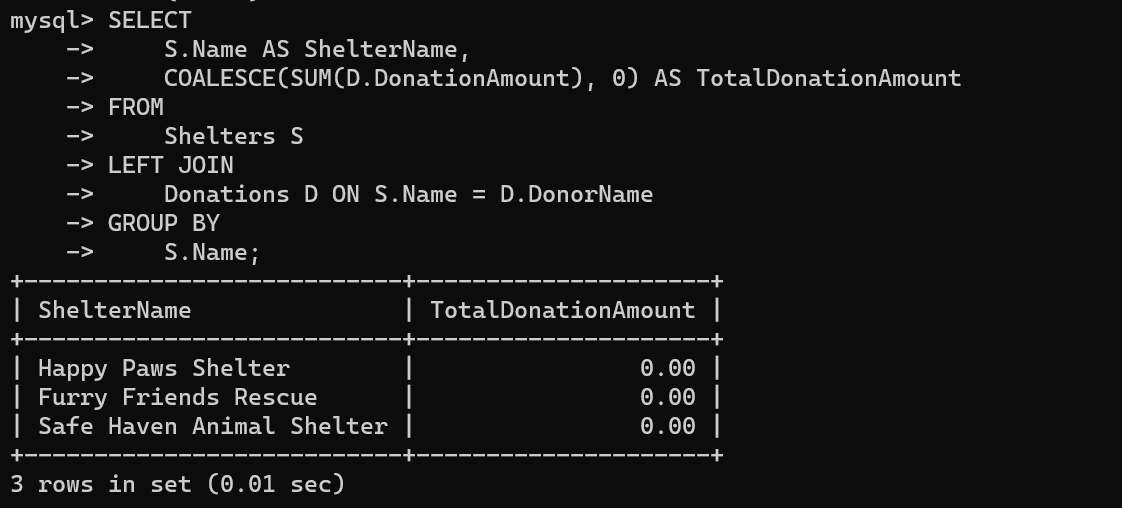 mysql> SELECT
    ->     S.Name AS ShelterName,
    ->     COALESCE(SUM(D.DonationAmount), 0) AS TotalDonationAmount
    -> FROM
    ->     Shelters S
    -> LEFT JOIN
    ->     Donations D ON S.Name = D.DonorName
    -> GROUP BY
    ->     S.Name;
+---------------------------+---------------------+
| ShelterName               | TotalDonationAmount |
+---------------------------+---------------------+
| Happy Paws Shelter        |                0.00 |
| Furry Friends Rescue      |                0.00 |
| Safe Haven Animal Shelter |                0.00 |
+---------------------------+---------------------+
3 rows in set (0.01 sec)